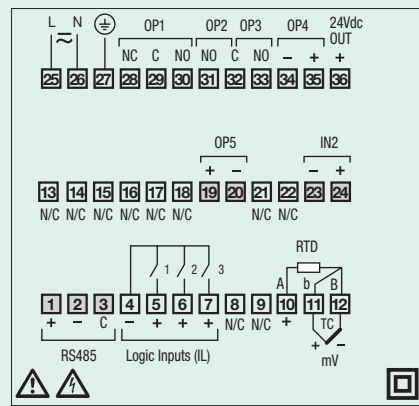 L N OP1 OP2 OP3 OP4 24Vdc
OUT
NC C NO NO C NO − + +
25 26 27 28 29 30 31 32 33 34 35 36
OP5 IN2
+ − − +
13 14 15 16 17 18 19 20 21 22 23 24
N/C N/C N/C N/C N/C N/C N/C N/C
RTD
1 2 3 A b B
1 2 3 4 5 6 7 8 9 10 11 12
+ − C − + + + N/C N/C + TC
+ −
RS485 Logic Inputs (IL) mV